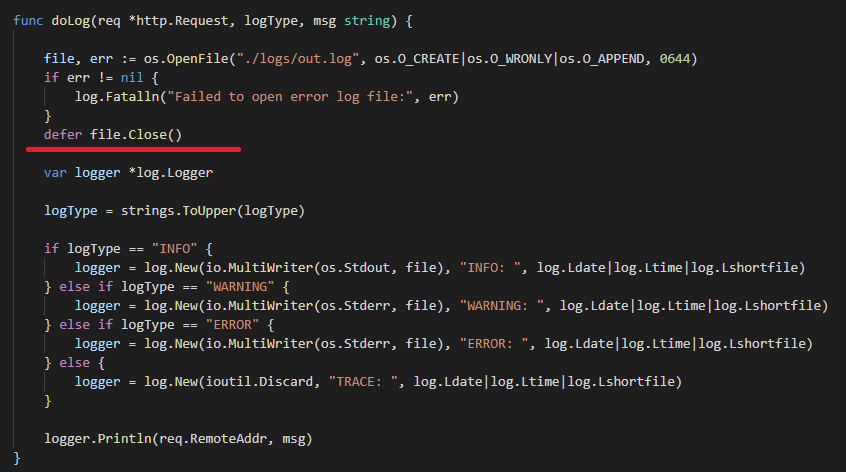 func doLog(req *http.Request, logType, msg string) {
file, err := os.OpenFile("./logs/out.log", os.O_CREATE|os.O_WRONLY|os.O_APPEND, 0644)
if err != nil {
log.Fatalln("Failed to open error log file:", err)
}
defer file.Close()
var logger *log.Logger
logType = strings.ToUpper(logType)
if logType == "INFO" {
logger = log.New(io.MultiWriter(os.Stdout, file), "INFO: ", log.Ldate|log.Ltime|log.Lshortfile)
} else if logType == "WARNING" {
logger = log.New(io.MultiWriter(os.Stderr, file), "WARNING: ", log.Ldate|log.Ltime|log.Lshortfile)
} else if logType == "ERROR" {
logger = log.New(io.MultiWriter(os.Stderr, file), "ERROR: ", log.Ldate|log.Ltime|log.Lshortfile)
} else {
logger = log.New(ioutil.Discard, "TRACE: ", log.Ldate|log.Ltime|log.Lshortfile)
}
logger.Println(req.RemoteAddr, msg)
}